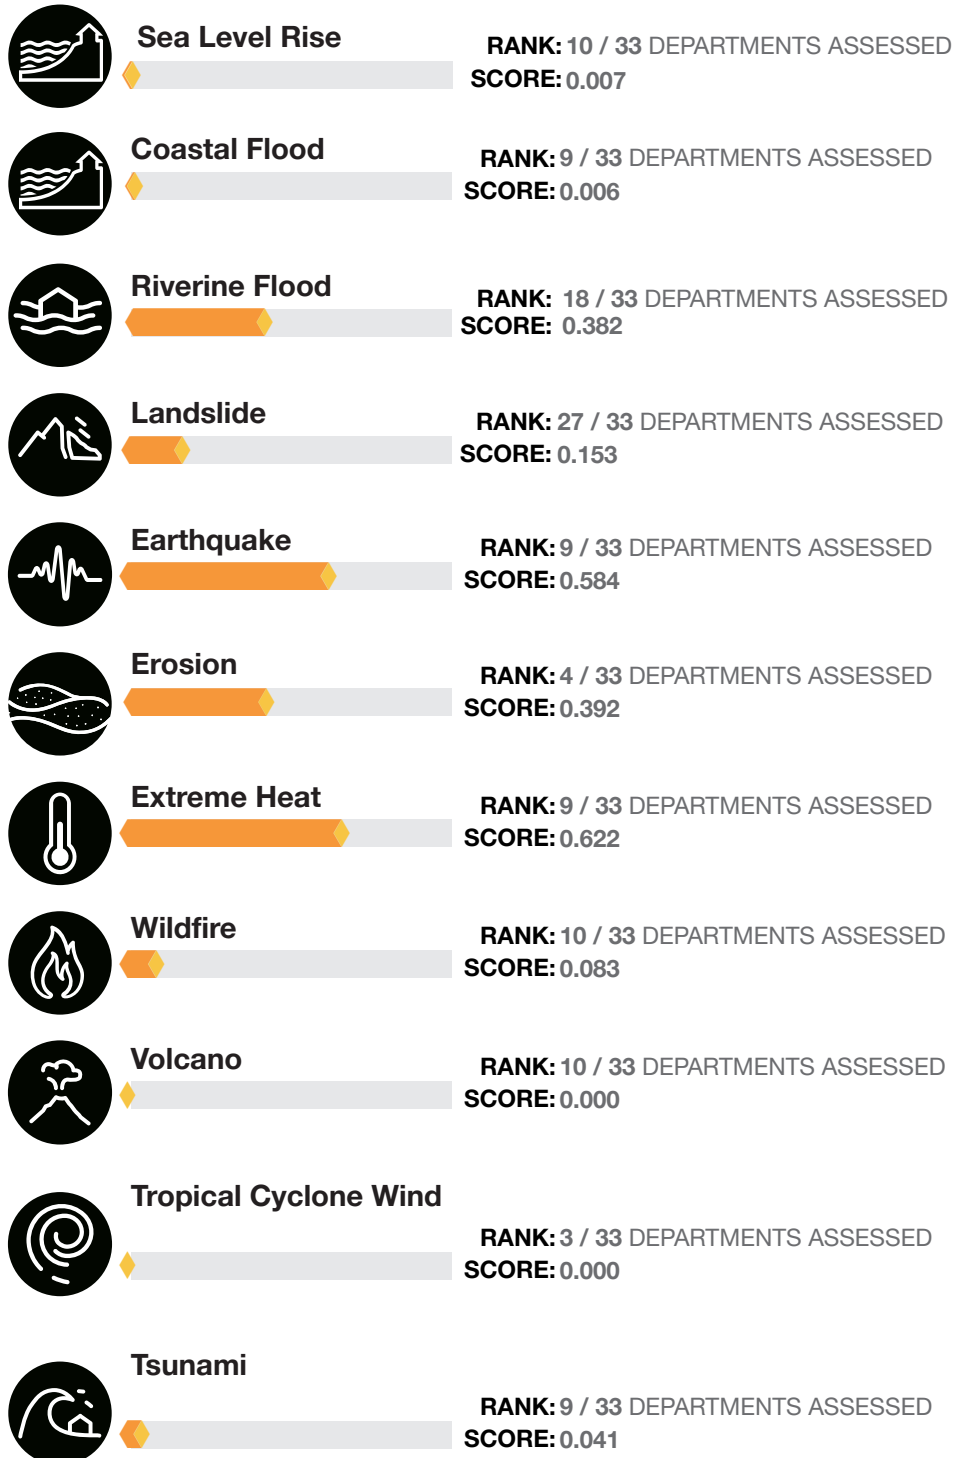 Sea Level Rise
RANK: 10 / 33 DEPARTMENTS ASSESSED
SCORE: 0.007
Coastal Flood
RANK: 9 / 33 DEPARTMENTS ASSESSED
SCORE: 0.006
Riverine Flood
RANK: 18 / 33 DEPARTMENTS ASSESSED
SCORE: 0.382
Landslide
RANK: 27 / 33 DEPARTMENTS ASSESSED
SCORE: 0.153
Earthquake
RANK: 9 / 33 DEPARTMENTS ASSESSED
SCORE: 0.584
Erosion
RANK: 4 / 33 DEPARTMENTS ASSESSED
SCORE: 0.392
Extreme Heat
RANK: 9 / 33 DEPARTMENTS ASSESSED
SCORE: 0.622
Wildfire
RANK: 10 / 33 DEPARTMENTS ASSESSED
SCORE: 0.083
Volcano
RANK: 10 / 33 DEPARTMENTS ASSESSED
SCORE: 0.000
Tropical Cyclone Wind
RANK: 3 / 33 DEPARTMENTS ASSESSED
SCORE: 0.000
Tsunami
RANK: 9 / 33 DEPARTMENTS ASSESSED
SCORE: 0.041